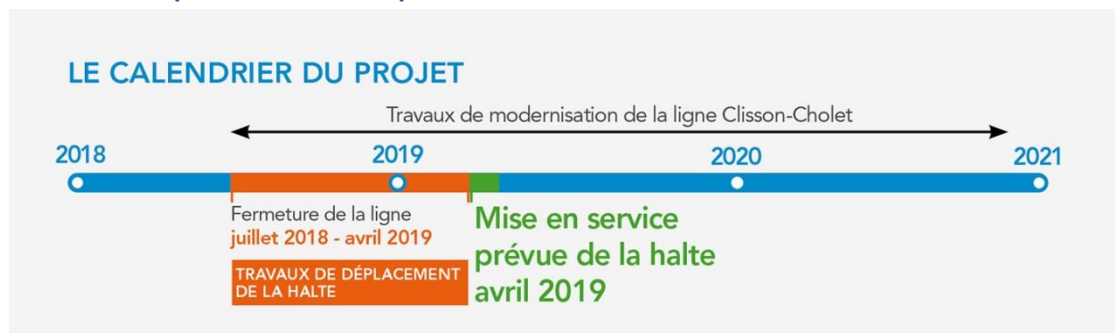 LE CALENDRIER DU PROJET
Travaux de modernisation de la ligne Clisson-Cholet
2018 2019 2020 2021
Fermeture de la ligne
juillet 2018 - avril 2019
TRAVAUX DE DÉPLACEMENT
DE LA HALTE
Mise en service
prévue de la halte
avril 2019